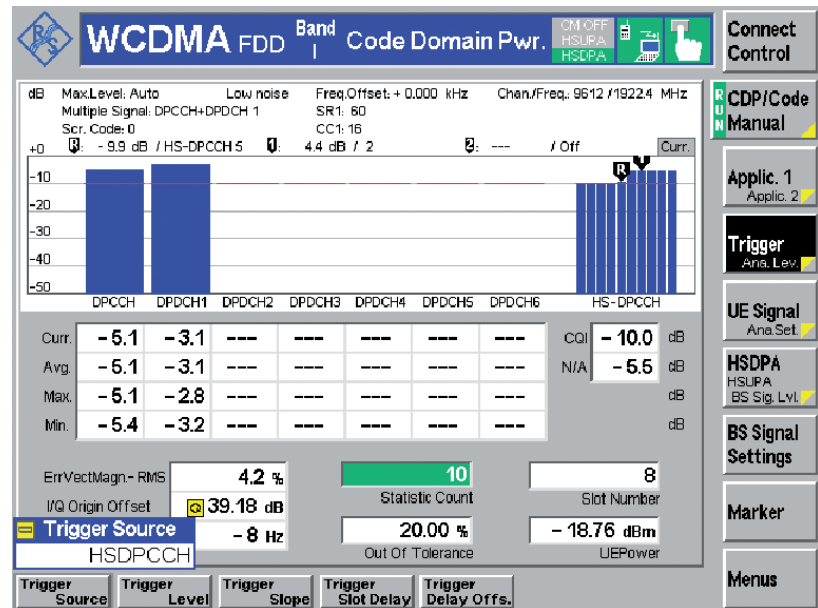 WCDMA FDD Band I Code Domain Pwr.
CM OFF
HSUPA
HSDPA
Connect Control
dB Max.Level: Auto Low noise Freq.Offset: + 0.000 kHz Chan./Freq.: 9612 /1922.4 MHz
Multiple Signal: DPCCH+DPDCH 1 SR1: 60
Scr. Code: 0 CC1: 16
+0 R: - 9.9 dB / HS-DPCCH 5 1: 4.4 dB / 2 2: --- / Off Curr.
R 1
-10
-20
-30
-40
-50
DPCCH DPDCH1 DPDCH2 DPDCH3 DPDCH4 DPDCH5 DPDCH6 HS-DPCCH
Curr. - 5.1 - 3.1 --- --- --- --- --- CQI - 10.0 dB
Avg. - 5.1 - 3.1 --- --- --- --- --- N/A - 5.5 dB
Max. - 5.1 - 2.8 --- --- --- --- --- dB
Min. - 5.4 - 3.2 --- --- --- --- --- dB
ErrVectMagn.- RMS 4.2 %
I/Q Origin Offset 39.18 dB
- 8 Hz
10
Statistic Count
20.00 %
Out Of Tolerance
8
Slot Number
- 18.76 dBm
UEPower
Trigger Source
HSDPCCH
Trigger Source
Trigger Level
Trigger Slope
Trigger Slot Delay
Trigger Delay Offs.
RUN
CDP/Code Manual
Applic. 1
Applic. 2
Trigger
Ana. Lev.
UE Signal
Ana.Set.
HSDPA
HSUPA
BS Sig. Lvl.
BS Signal Settings
Marker
Menus